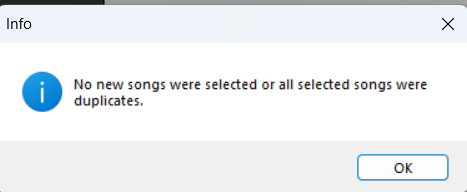 Info
No new songs were selected or all selected songs were
duplicates.
OK